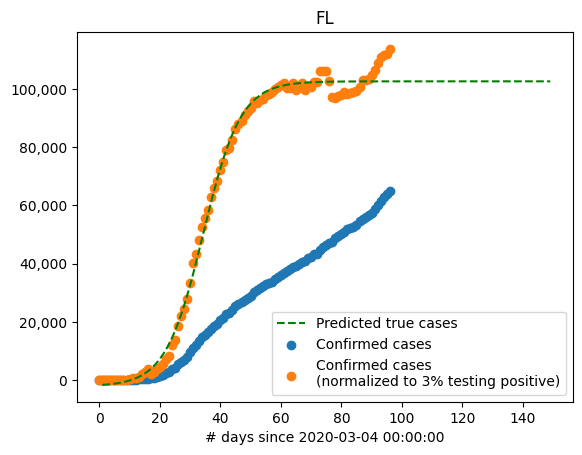 FL
100,000
80,000
60,000
40,000
20,000
0
Predicted true cases
Confirmed cases
Confirmed cases
(normalized to 3% testing positive)
0 20 40 60 80 100 120 140
# days since 2020-03-04 00:00:00